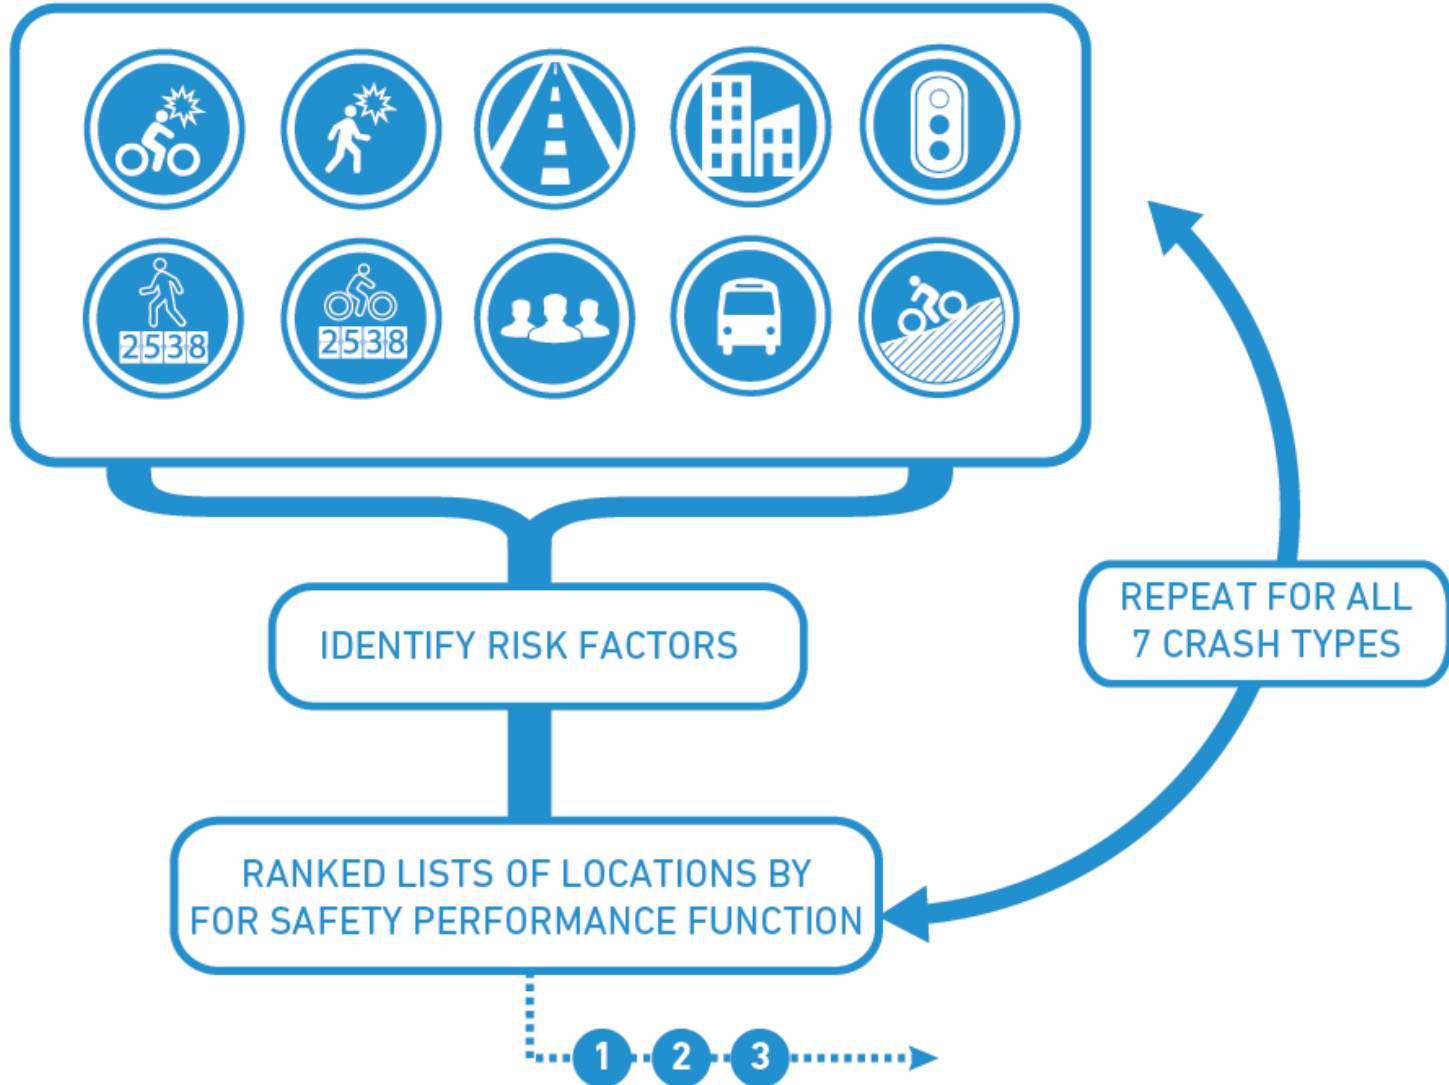 2538
2538
IDENTIFY RISK FACTORS
REPEAT FOR ALL
7 CRASH TYPES
RANKED LISTS OF LOCATIONS BY
FOR SAFETY PERFORMANCE FUNCTION
1 2 3